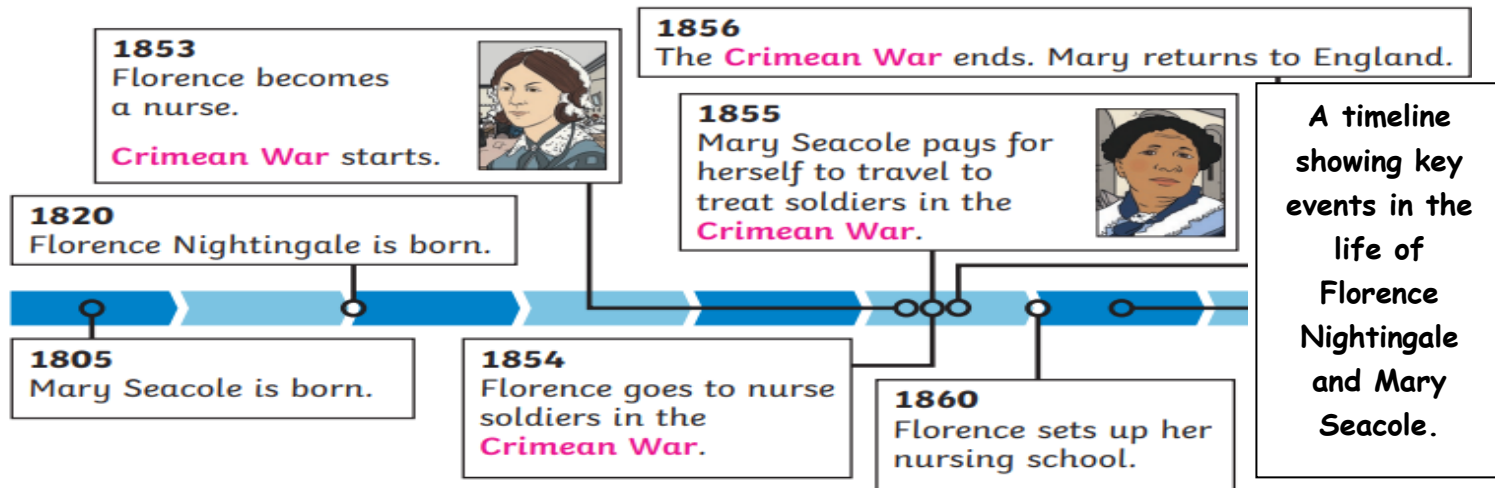 1853
Florence becomes
a nurse.
Crimean War starts.
1856
The Crimean War ends. Mary returns to England.
1855
Mary Seacole pays for
herself to travel to
treat soldiers in the
Crimean War.
1820
Florence Nightingale is born.
1805
Mary Seacole is born.
1854
Florence goes to nurse
soldiers in the
Crimean War.
1860
Florence sets up her
nursing school.
A timeline
showing key
events in the
life of
Florence
Nightingale
and Mary
Seacole.